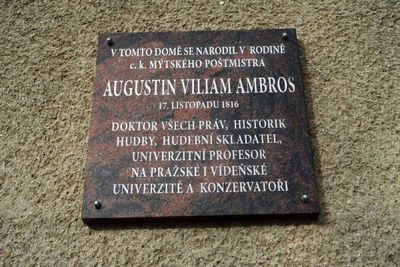 V TOMTO DOMĚ SE NARODIL V RODINĚ
c. k. MÝTSKÉHO POŠTMISTRA
AUGUSTIN VILIAM AMBROS
17. LISTOPADU 1816
DOKTOR VŠECH PRÁV, HISTORIK
HUDBY, HUDEBNÍ SKLADATEL,
UNIVERZITNÍ PROFESOR
NA PRAŽSKÉ I VÍDEŇSKÉ
UNIVERZITĚ A KONZERVATOŘI